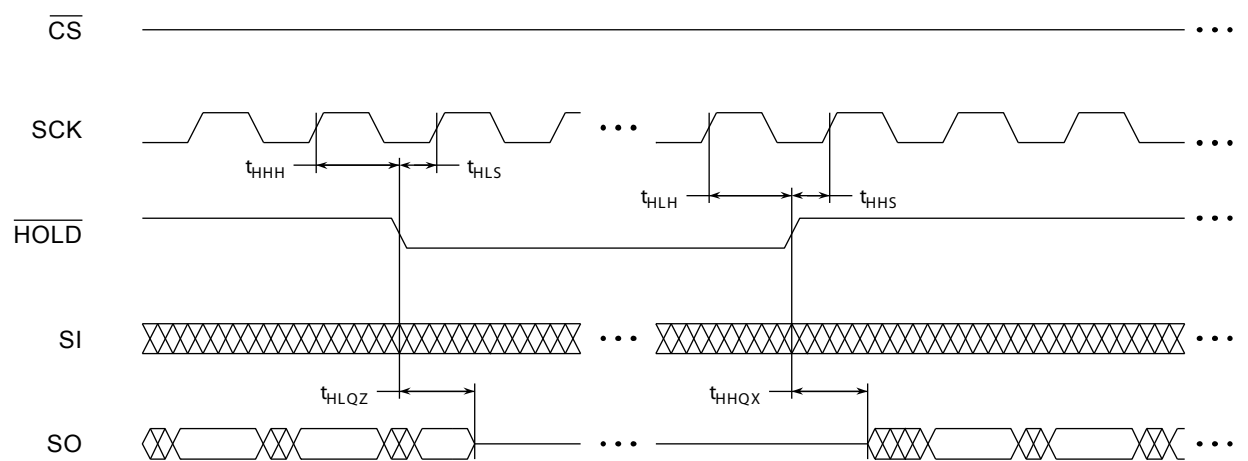 CS
SCK
tHHH
tHLS
tHLH
tHHS
HOLD
SI
tHLQZ
tHHQX
SO